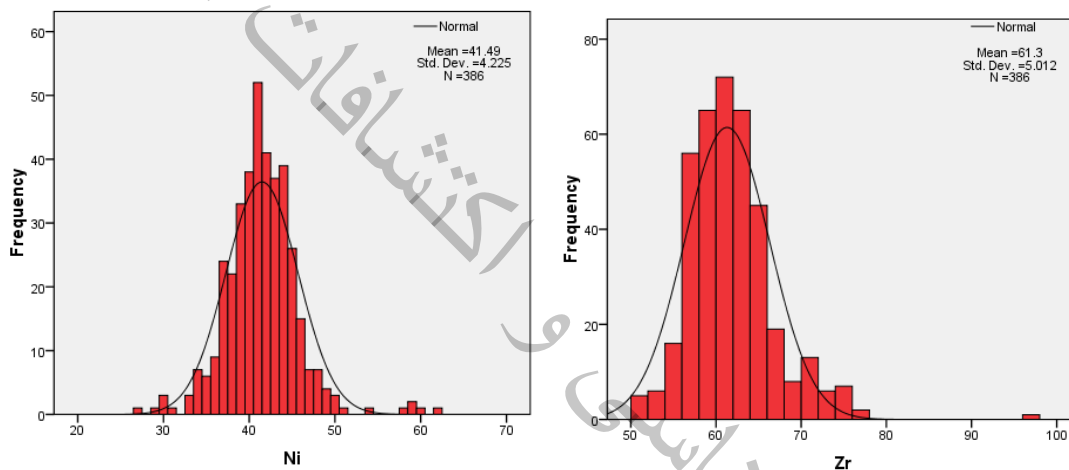 Normal
Mean =41.49
Std. Dev. =4.225
N =386
60
50
40
30
20
10
0
Frequency
20 30 40 50 60 70
Ni
Normal
Mean =61.3
Std. Dev. =5.012
N =386
80
60
40
20
0
Frequency
50 60 70 80 90 100
Zr
و اکتشافات